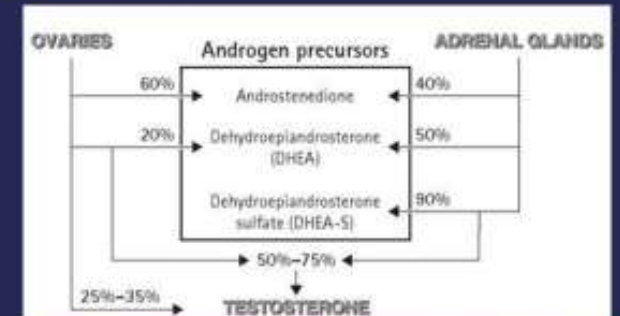 OVARIES
ADRENAL GLANDS
Androgen precursors
60%
Androstenedione
40%
20%
Dehydroepiandrosterone
(DHEA)
50%
Dehydroepiandrosterone
sulfate (DHEA-S)
90%
50%–75%
25%–35%
TESTOSTERONE